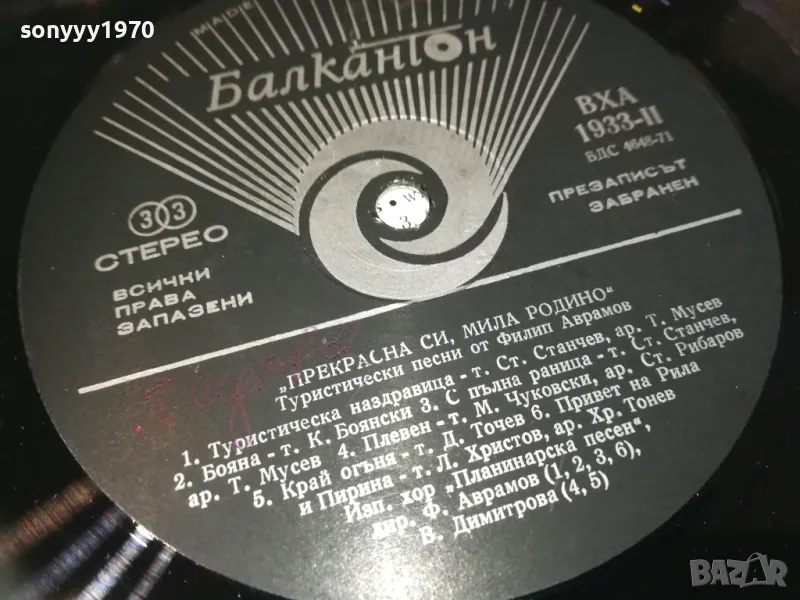 sonyyy1970
MADE
Балкантон
ВХА
1933-II
БДС 4648-71
33
СТЕРЕО
ПРЕЗАПИСЪТ
ЗАБРАНЕН
ВСИЧКИ
ПРАВА
ЗАПАЗЕНИ
„ПРЕКРАСНА СИ, МИЛА РОДИНО“
Туристически песни от Филип Аврамов
1. Туристическа наздравица - т. Ст. Станчев, ар. Т. Мусев
2. Бояна - т. К. Боянски 3. С пълна раница - т. Ст. Станчев,
ар. Т. Мусев 4. Плевен - т. М. Чуковски, ар. Ст. Рибаров
5. Край огъня - т. Д. Точев 6. Привет на Рила
и Пирина - т. Л. Христов, ар. Хр. Тонев
Изп. хор „Планинарска песен“,
дир. Ф. Аврамов (1, 2, 3, 6),
В. Димитрова (4, 5)
BAZAR